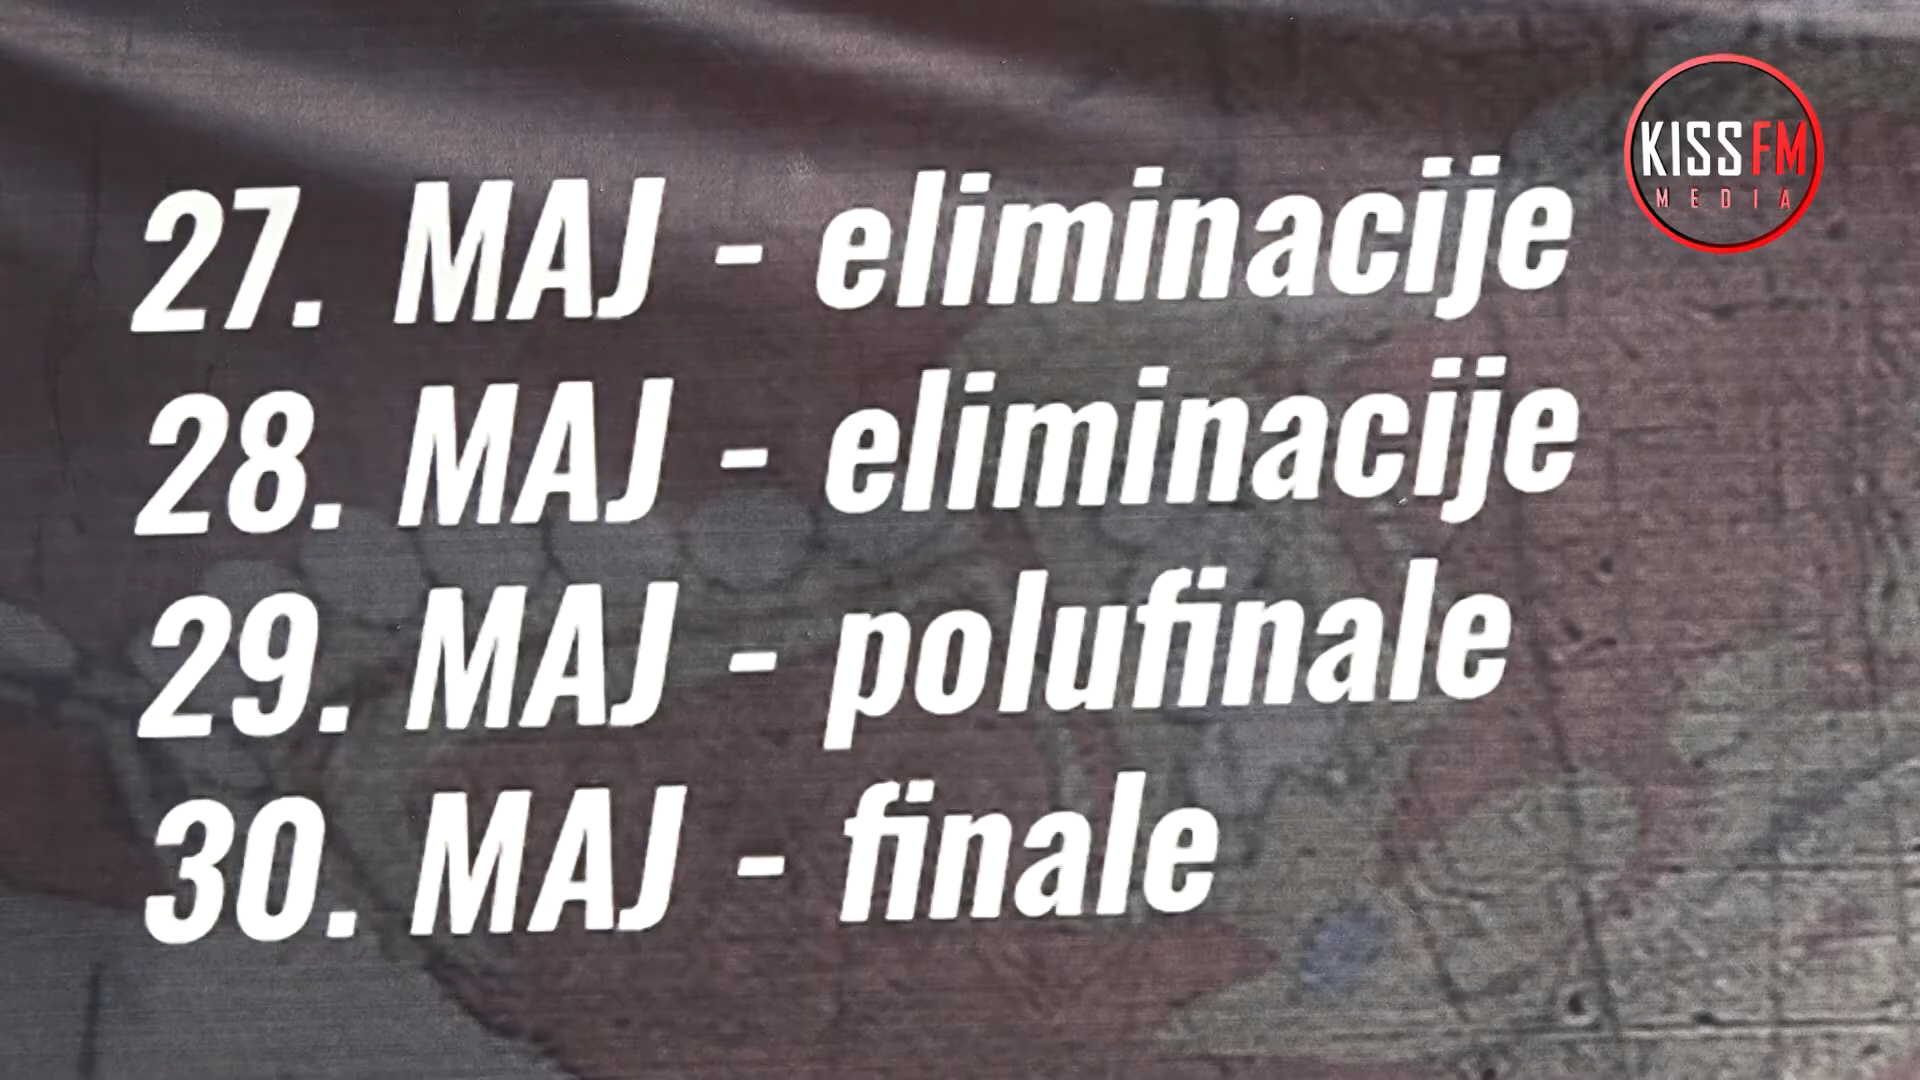 KISS FM
MEDIA
27. MAJ - eliminacije
28. MAJ - eliminacije
29. MAJ - polufinale
30. MAJ - finale